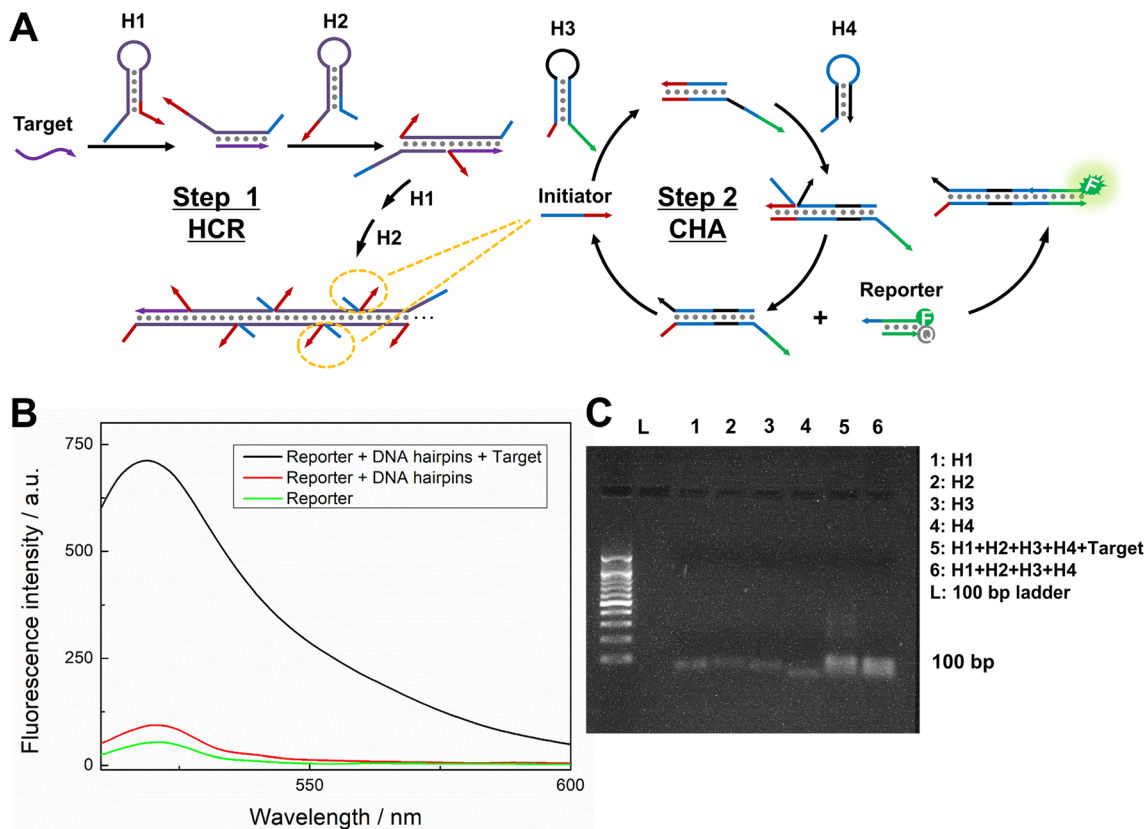 A
H1
H2
H3
H4
Target
Step 1
HCR
H1
H2
Initiator
Step 2
CHA
Reporter
+
F
Q
F
...
B
750
500
250
0
550
600
Fluorescence intensity / a.u.
Wavelength / nm
Reporter + DNA hairpins + Target
Reporter + DNA hairpins
Reporter
C
L 1 2 3 4 5 6
1: H1
2: H2
3: H3
4: H4
5: H1+H2+H3+H4+Target
6: H1+H2+H3+H4
L: 100 bp ladder
100 bp